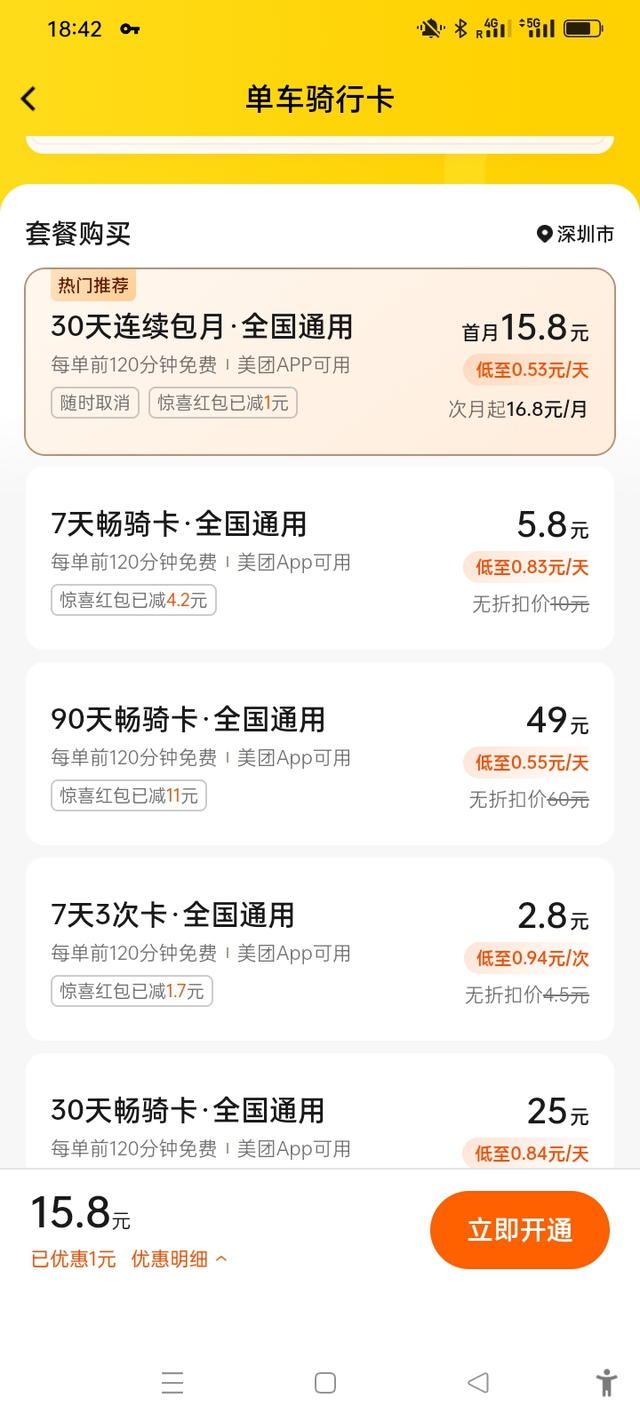 18:42
R 4G 5G
单车骑行卡
套餐购买
深圳市
热门推荐
30天连续包月·全国通用
首月15.8元
每单前120分钟免费 | 美团APP可用
低至0.53元/天
随时取消 惊喜红包已减1元
次月起16.8元/月
7天畅骑卡·全国通用
5.8元
每单前120分钟免费 | 美团App可用
低至0.83元/天
惊喜红包已减4.2元
无折扣价10元
90天畅骑卡·全国通用
49元
每单前120分钟免费 | 美团App可用
低至0.55元/天
惊喜红包已减11元
无折扣价60元
7天3次卡·全国通用
2.8元
每单前120分钟免费 | 美团App可用
低至0.94元/次
惊喜红包已减1.7元
无折扣价4.5元
30天畅骑卡·全国通用
25元
每单前120分钟免费 | 美团App可用
低至0.84元/天
15.8元
已优惠1元 优惠明细
立即开通